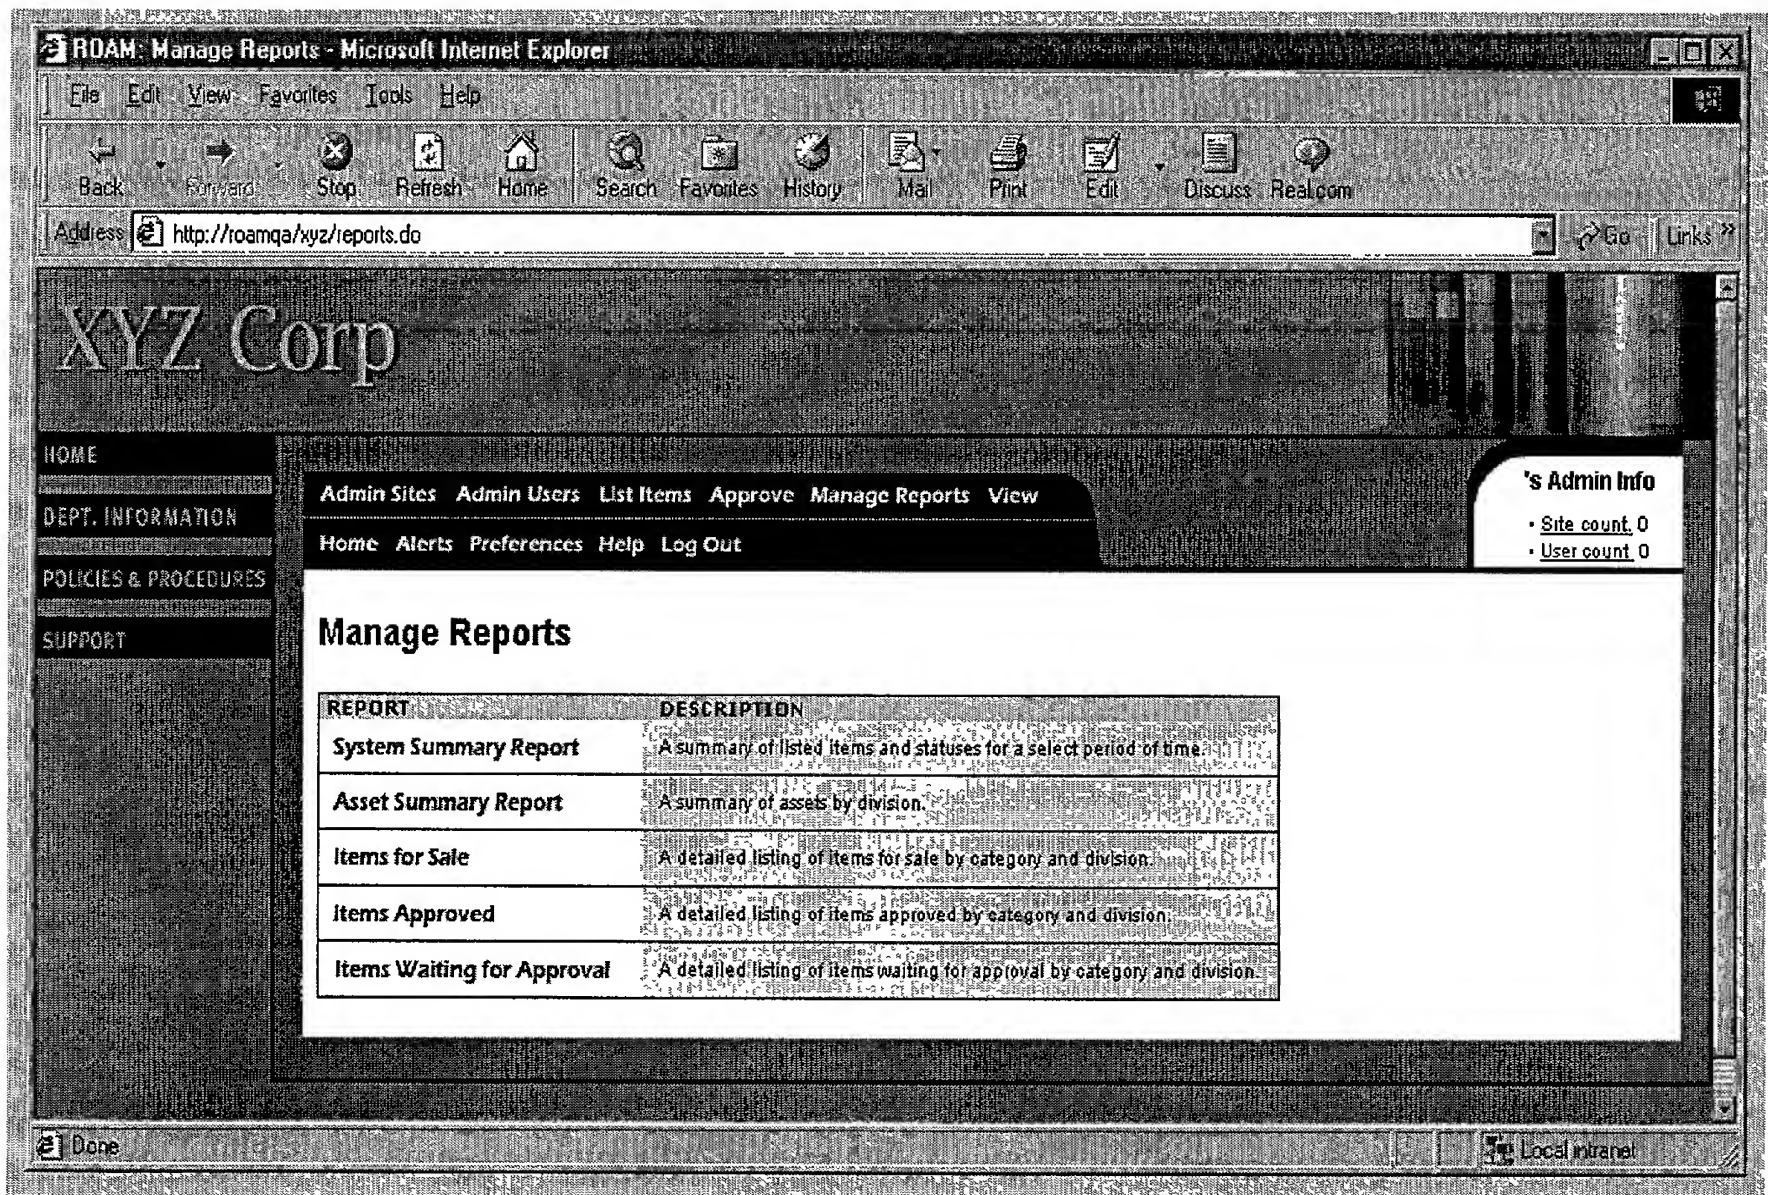 ROAM: Manage Reports - Microsoft Internet Explorer
File Edit View Favorites Tools Help
Back Forward Stop Refresh Home Search Favorites History Mail Print Edit Discuss Real.com
Address http://roamqa/xyz/reports.do Go Links »
XYZ Corp
HOME
DEPT. INFORMATION
POLICIES & PROCEDURES
SUPPORT
Admin Sites Admin Users List Items Approve Manage Reports View
Home Alerts Preferences Help Log Out
's Admin Info
• Site count 0
• User count 0
Manage Reports
REPORT DESCRIPTION
System Summary Report A summary of listed items and statuses for a select period of time.
Asset Summary Report A summary of assets by division.
Items for Sale A detailed listing of items for sale by category and division.
Items Approved A detailed listing of items approved by category and division.
Items Waiting for Approval A detailed listing of items waiting for approval by category and division.
Done Local intranet